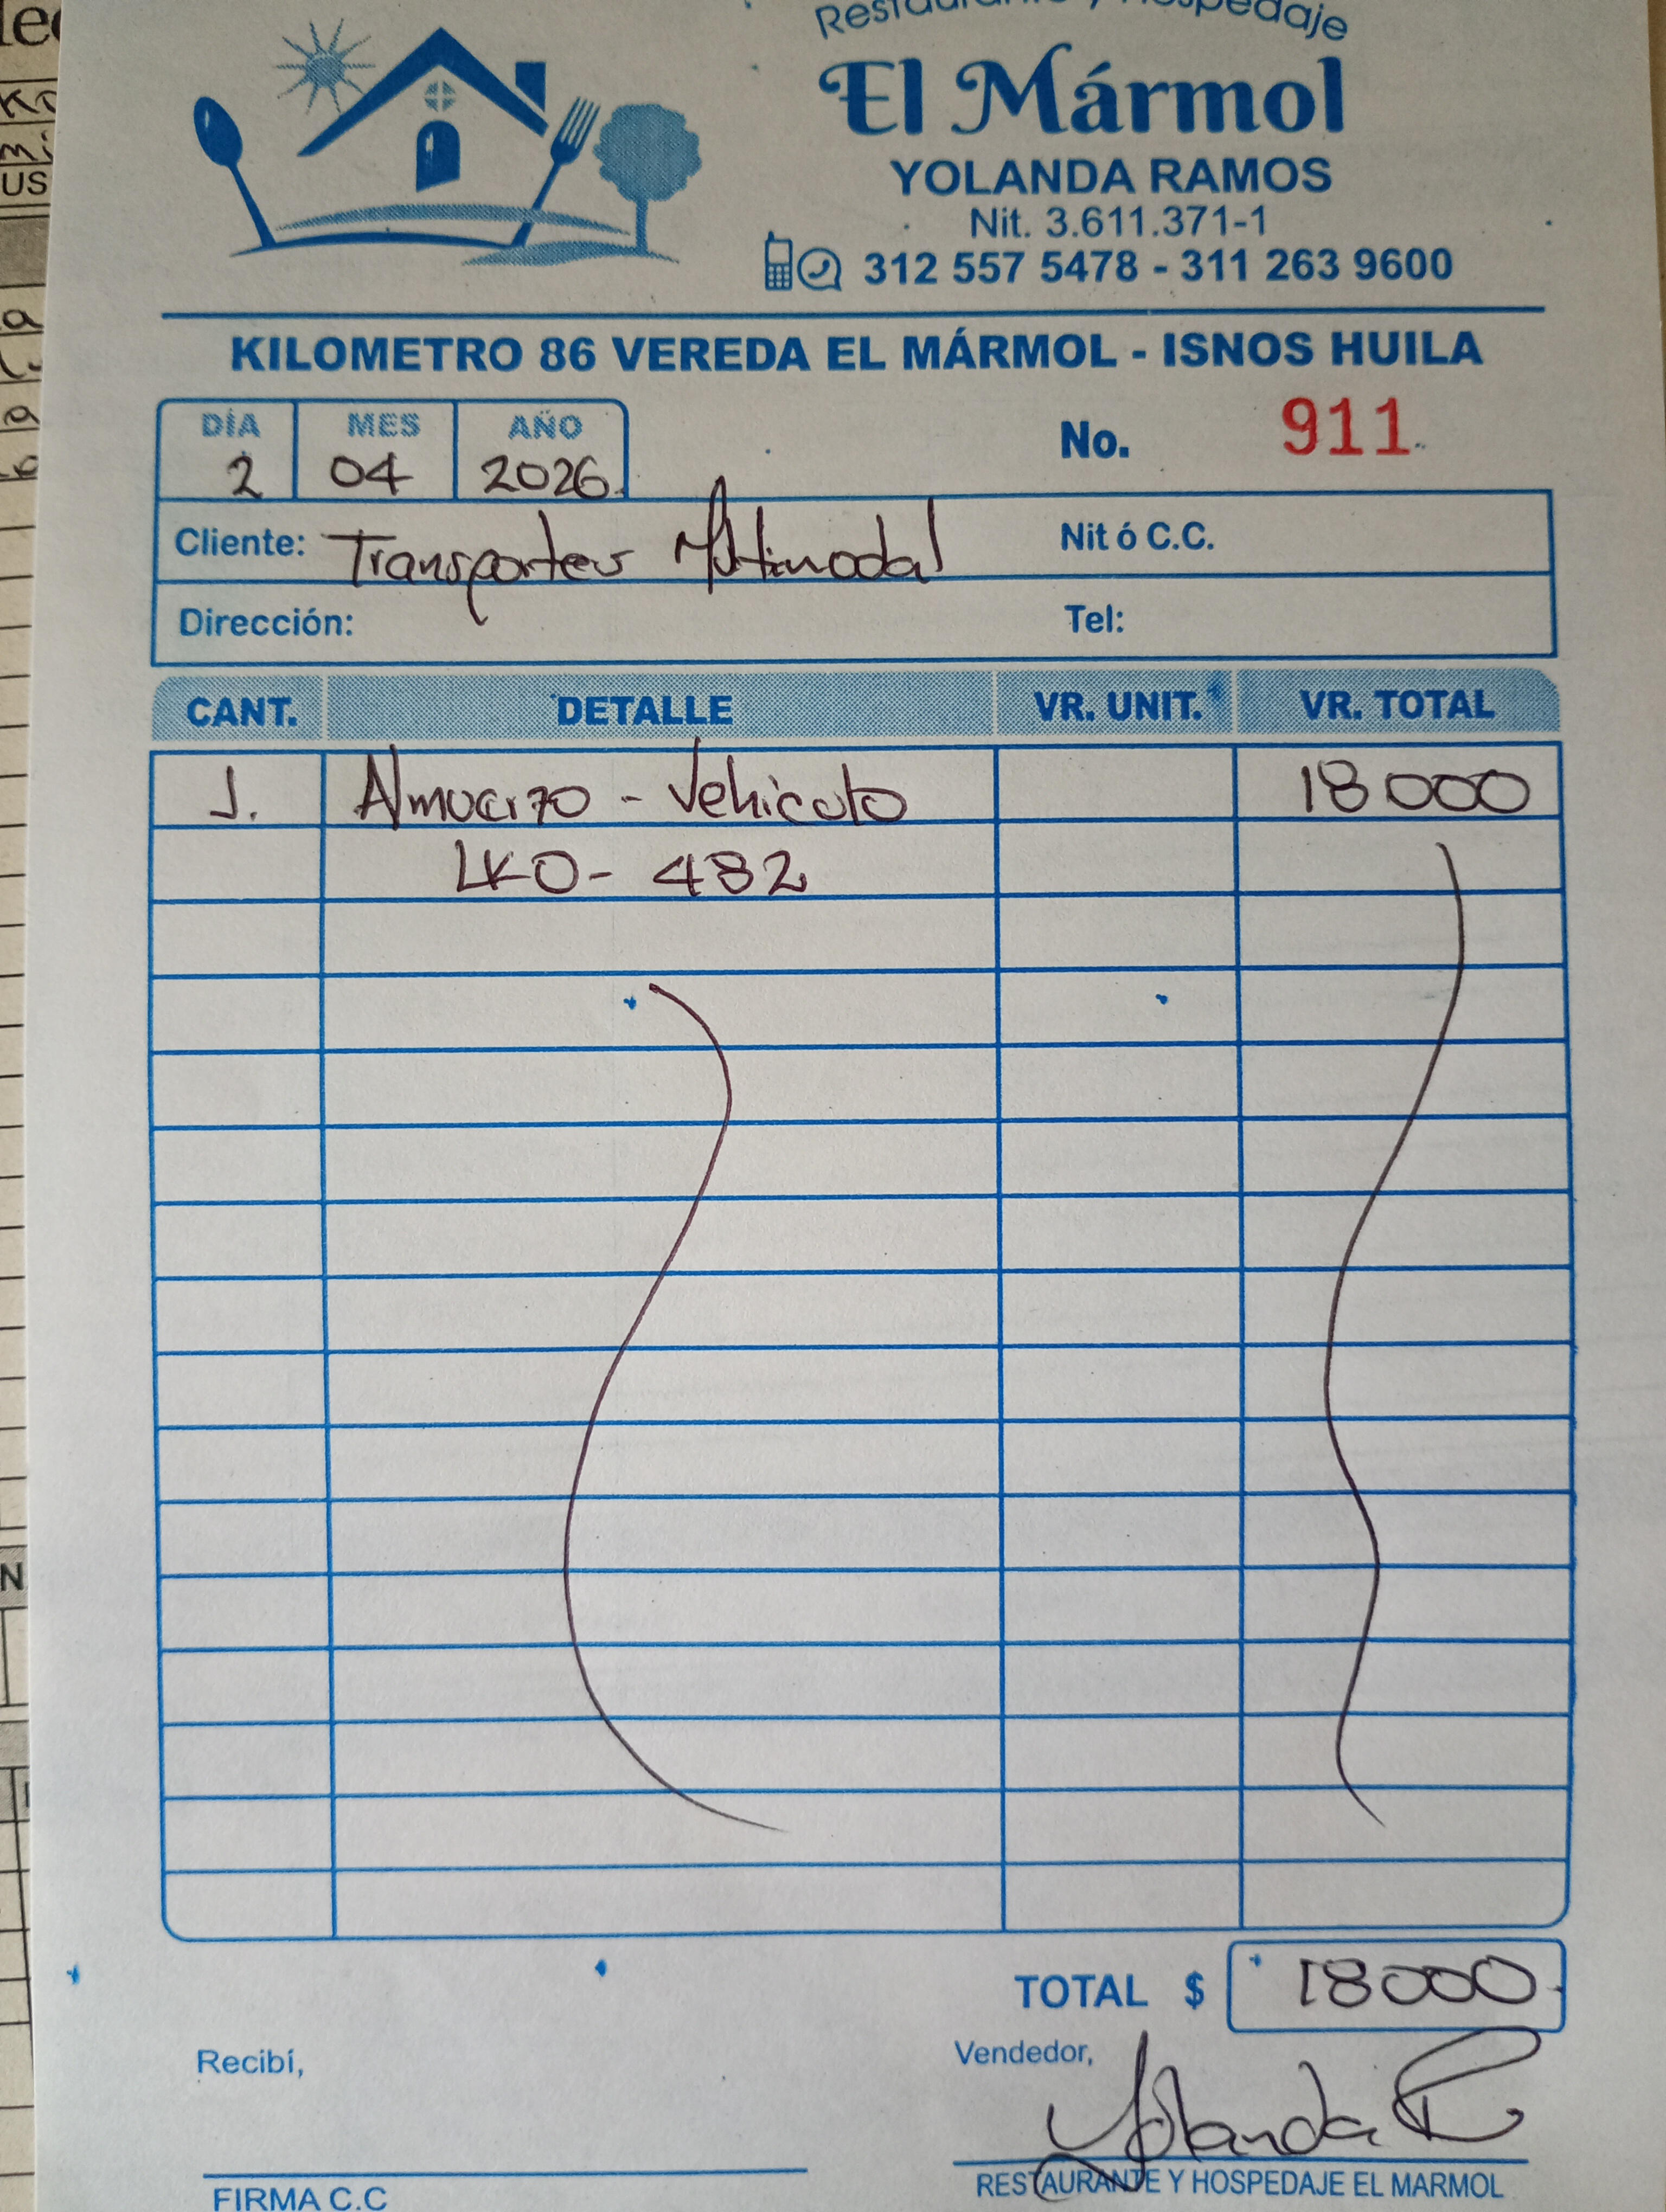 Restaurante y Hospedaje
El Mármol
YOLANDA RAMOS
Nit. 3.611.371-1
312 557 5478 - 311 263 9600
KILOMETRO 86 VEREDA EL MÁRMOL - ISNOS HUILA
DÍA MES AÑO
2 04 2026
No. 911
Cliente: Transportes Multimodal Nit ó C.C.
Dirección: Tel:
CANT. DETALLE VR. UNIT. VR. TOTAL
1. Almuerzo - Vehiculo 18000
LKO- 482
TOTAL $ 18000
Recibí,
Vendedor,
Yolanda R
FIRMA C.C
RESTAURANTE Y HOSPEDAJE EL MARMOL
US
N